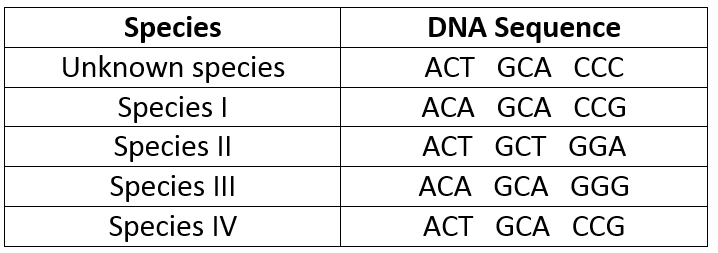 Species DNA Sequence
Unknown species ACT GCA CCC
Species I ACA GCA CCG
Species II ACT GCT GGA
Species III ACA GCA GGG
Species IV ACT GCA CCG